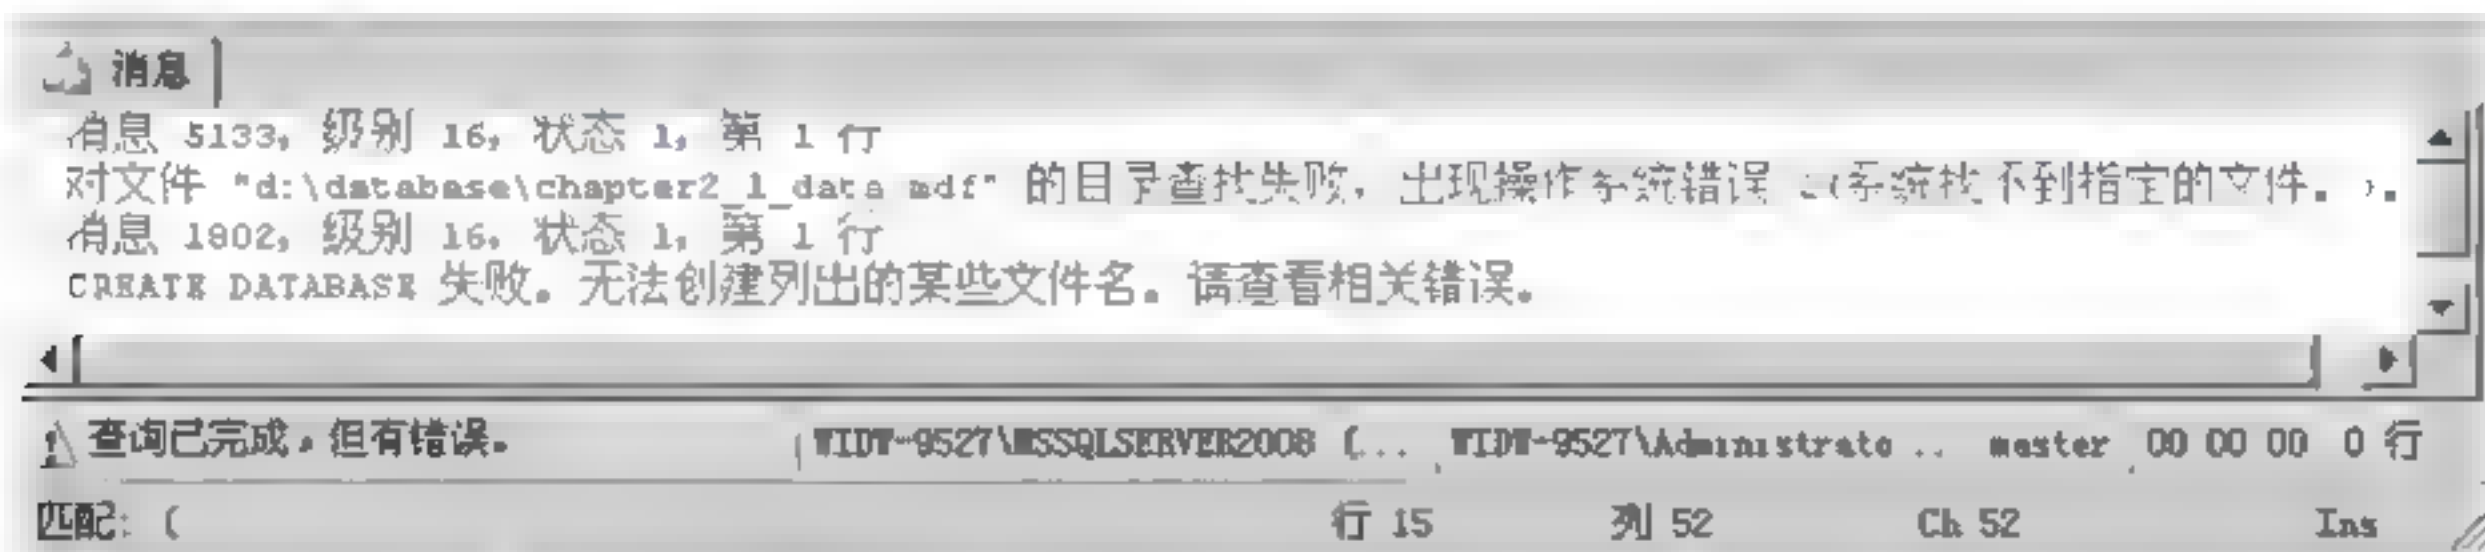 消息
消息 5133, 级别 16, 状态 1, 第 1 行
对文件 "d:\database\chapter2_1_data mdf" 的目录查找失败, 出现操作系统错误 (系统找不到指定的文件。)。
消息 1802, 级别 16, 状态 1, 第 1 行
CREATE DATABASE 失败。无法创建列出的某些文件名。请查看相关错误。
查询已完成,但有错误。 WIDW-9527\MSSQLSERVER2008 (... WIDW-9527\Administrato .. master 00 00 00 0 行
匹配: ( 行 15 列 52 Ch 52 Ins